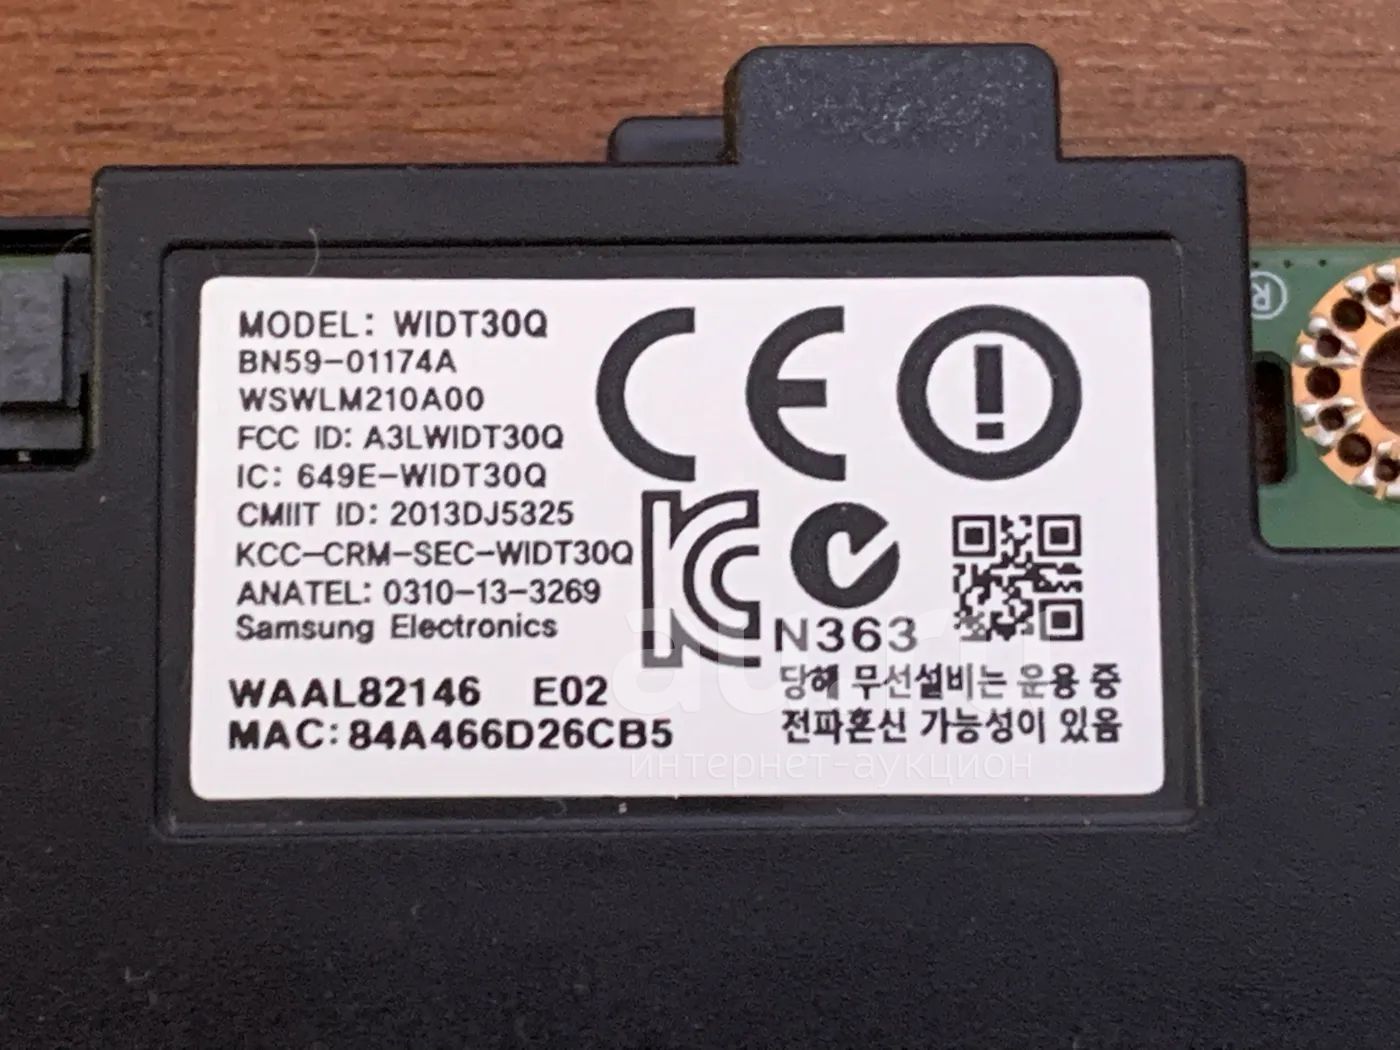 MODEL: WIDT30Q
BN59-01174A
WSWLM210A00
FCC ID: A3LWIDT30Q
IC: 649E-WIDT30Q
CMIIT ID: 2013DJ5325
KCC-CRM-SEC-WIDT30Q
ANATEL: 0310-13-3269
Samsung Electronics
WAAL82146 E02
MAC:84A466D26CB5
CE
N363
당해 무선설비는 운용 중
전파혼신 가능성이 있음
®
au.ru
интернет-аукцион